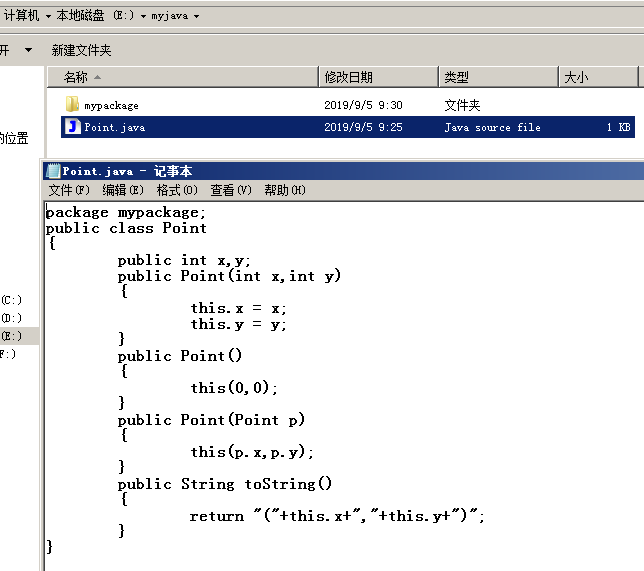 计算机 本地磁盘 (E:) myjava
开 新建文件夹
名称 修改日期 类型 大小
mypackage 2019/9/5 9:30 文件夹
Point.java 2019/9/5 9:25 Java source file 1 KB
的位置
Point.java - 记事本
文件(F) 编辑(E) 格式(O) 查看(V) 帮助(H)
package mypackage;
public class Point
{
public int x,y;
public Point(int x,int y)
{
this.x = x;
this.y = y;
}
public Point()
{
this(0,0);
}
public Point(Point p)
{
this(p.x,p.y);
}
public String toString()
{
return "("+this.x+","+this.y+")";
}
}
(C:)
(D:)
(E:)
F:)